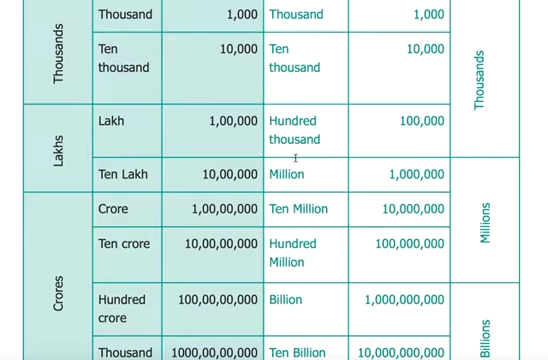 Thousands
Thousand 1,000 Thousand 1,000
Ten 10,000 Ten 10,000
thousand thousand
Thousands
Lakhs
Lakh 1,00,000 Hundred 100,000
thousand
Ten Lakh 10,00,000 Million 1,000,000
Crores
Crore 1,00,00,000 Ten Million 10,000,000
Millions
Ten crore 10,00,00,000 Hundred 100,000,000
Million
Hundred 100,00,00,000 Billion 1,000,000,000
crore
Billions
Thousand 1000,00,00,000 Ten Billion 10,000,000,000